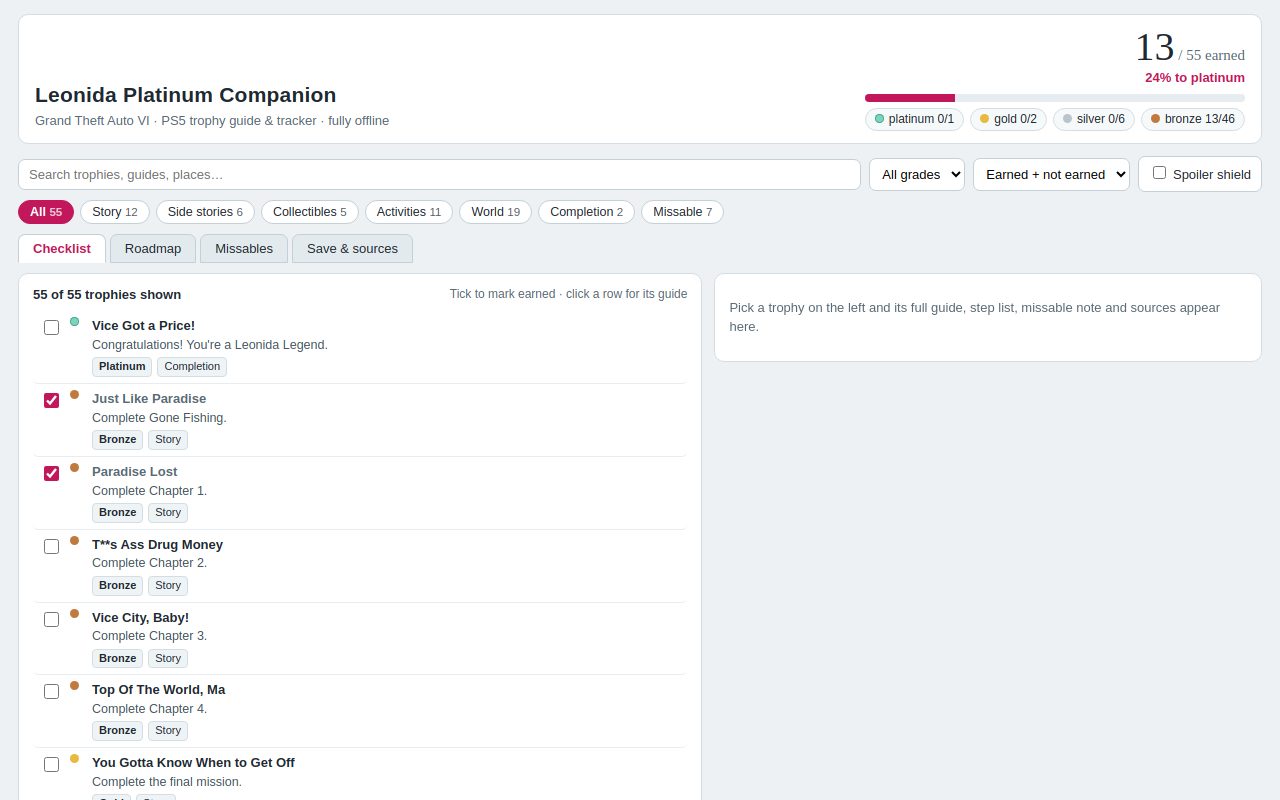 13 / 55 earned
24% to platinum
Leonida Platinum Companion
Grand Theft Auto VI · PS5 trophy guide & tracker · fully offline
platinum 0/1 gold 0/2 silver 0/6 bronze 13/46
Search trophies, guides, places… All grades Earned + not earned Spoiler shield
All 55 Story 12 Side stories 6 Collectibles 5 Activities 11 World 19 Completion 2 Missable 7
Checklist Roadmap Missables Save & sources
55 of 55 trophies shown Tick to mark earned · click a row for its guide
Vice Got a Price!
Congratulations! You're a Leonida Legend.
Platinum Completion
Just Like Paradise
Complete Gone Fishing.
Bronze Story
Paradise Lost
Complete Chapter 1.
Bronze Story
T**s Ass Drug Money
Complete Chapter 2.
Bronze Story
Vice City, Baby!
Complete Chapter 3.
Bronze Story
Top Of The World, Ma
Complete Chapter 4.
Bronze Story
You Gotta Know When to Get Off
Complete the final mission.
Pick a trophy on the left and its full guide, step list, missable note and sources appear
here.